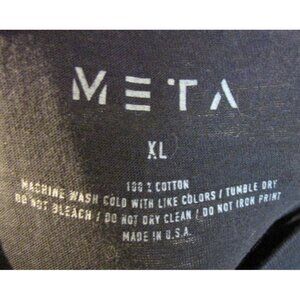 META
XL
100 % COTTON
MACHINE WASH COLD WITH LIKE COLORS / TUMBLE DRY
DO NOT BLEACH / DO NOT DRY CLEAN / DO NOT IRON PRINT
MADE IN U.S.A.